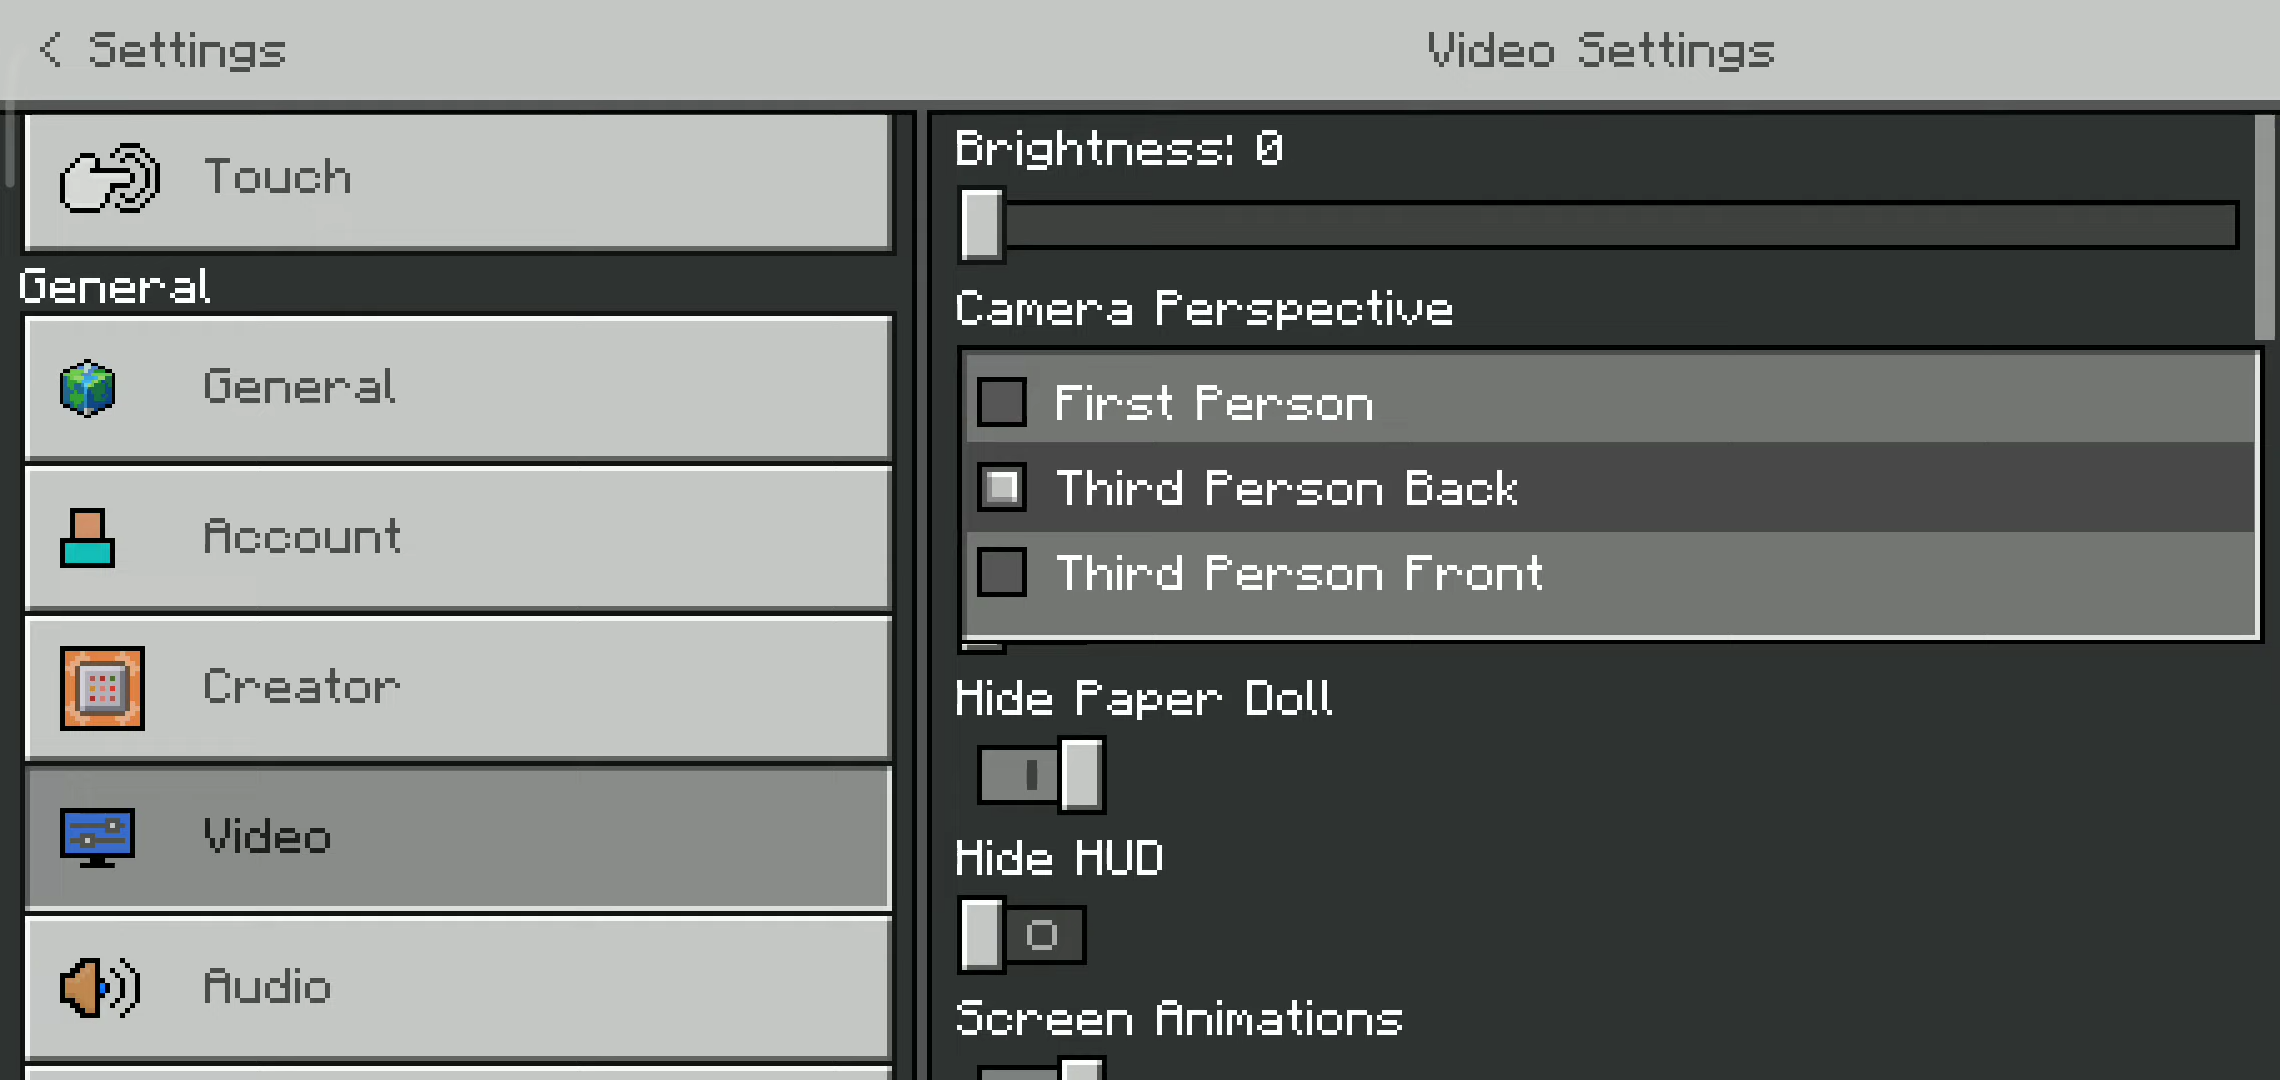 < Settings
Video Settings
Touch
General
General
Account
Creator
Video
Audio
Brightness: 0
Camera Perspective
First Person
Third Person Back
Third Person Front
Hide Paper Doll
Hide HUD
Screen Animations